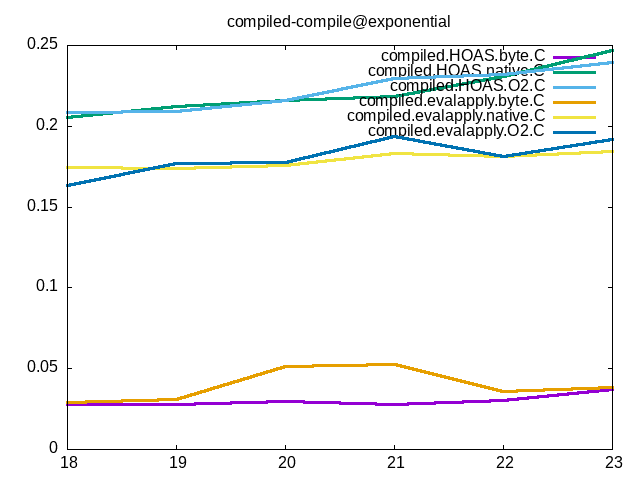 compiled-compile@exponential
0.25
0.2
0.15
0.1
0.05
0
18 19 20 21 22 23
compiled.HOAS.byte.C
compiled.HOAS.native.C
compiled.HOAS.O2.C
compiled.evalapply.byte.C
compiled.evalapply.native.C
compiled.evalapply.O2.C